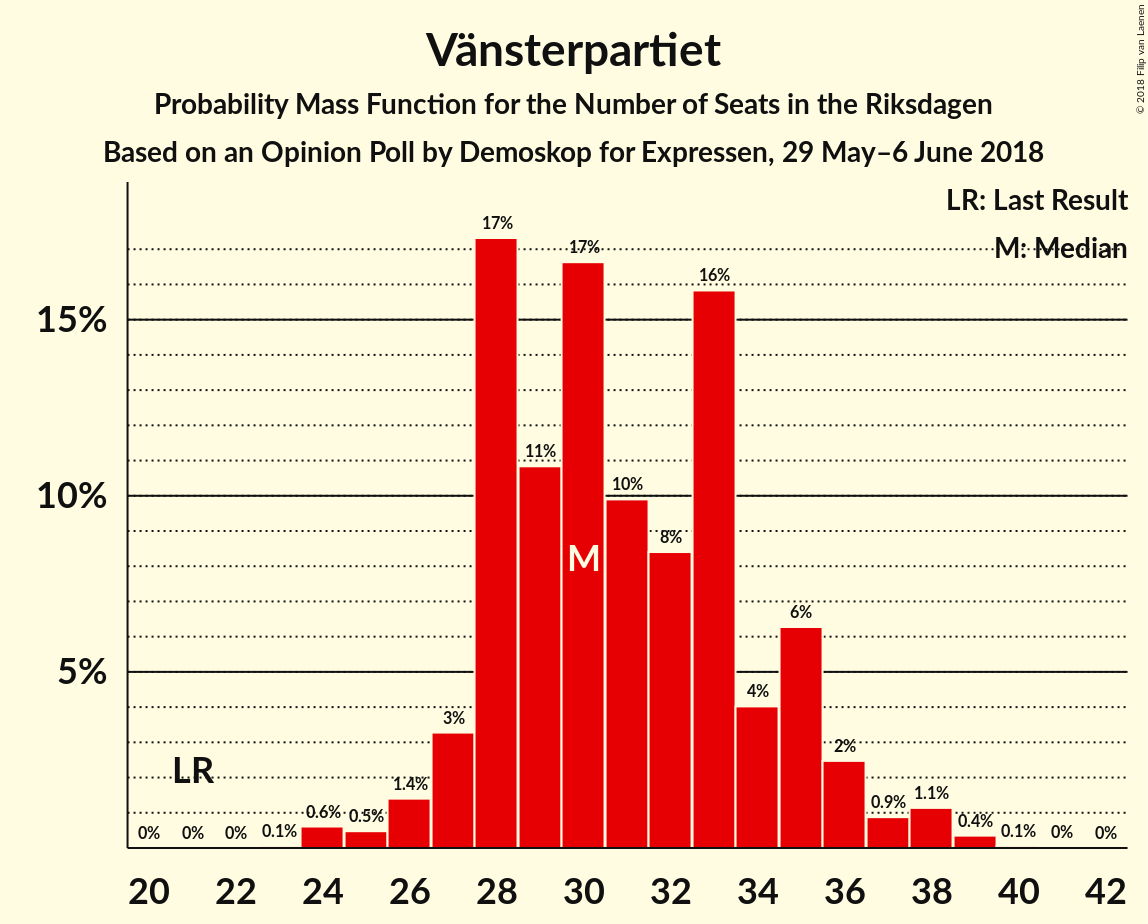 Vänsterpartiet
Probability Mass Function for the Number of Seats in the Riksdagen
Based on an Opinion Poll by Demoskop for Expressen, 29 May–6 June 2018
© 2018 Filip van Laenen
LR: Last Result
M: Median
15%
10%
5%
0%
0%
0%
0.1%
0.6%
0.5%
1.4%
3%
17%
11%
17%
10%
8%
16%
4%
6%
2%
0.9%
1.1%
0.4%
0.1%
0%
0%
LR
M
20 22 24 26 28 30 32 34 36 38 40 42